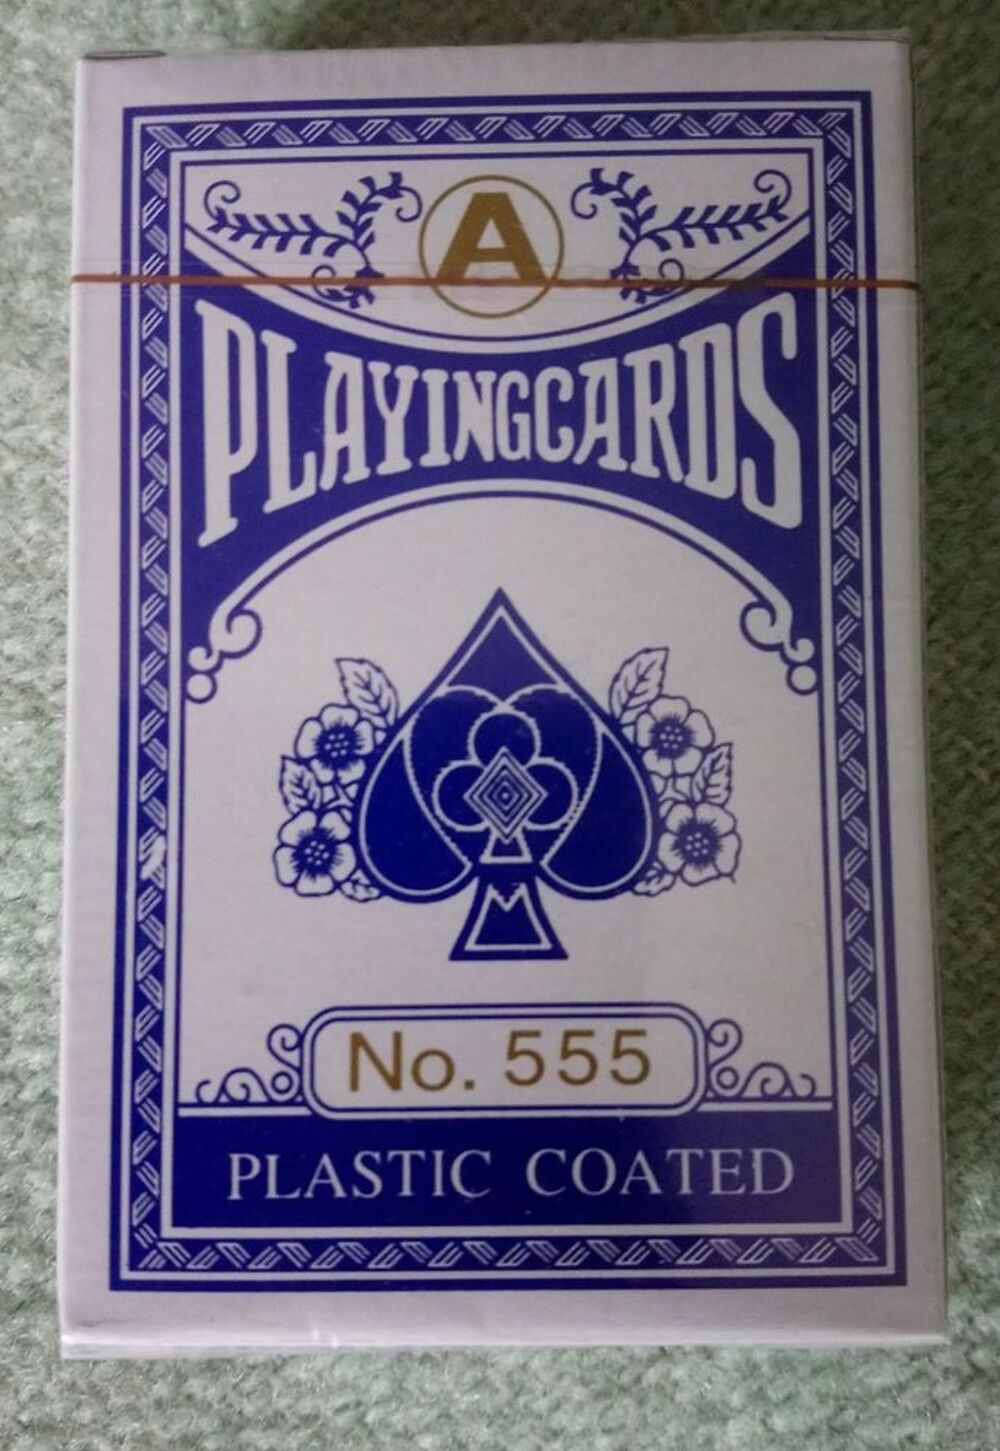 A
PLAYINGCARDS
No. 555
PLASTIC COATED